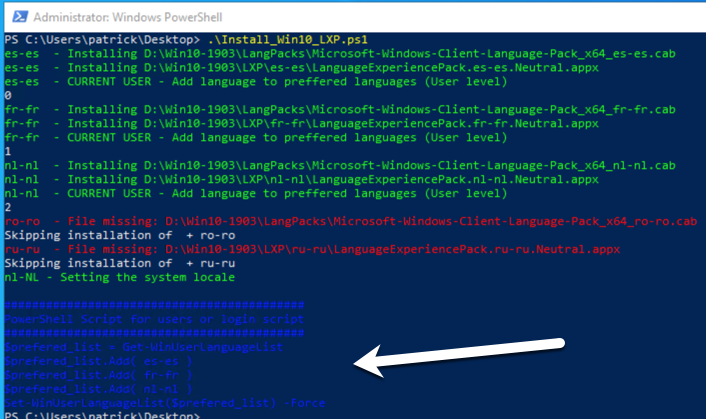 Administrator: Windows PowerShell
PS C:\Users\patrick\Desktop> .\Install_Win10_LXP.ps1
es-es  - Installing D:\Win10-1903\LangPacks\Microsoft-Windows-Client-Language-Pack_x64_es-es.cab
es-es  - Installing D:\Win10-1903\LXP\es-es\LanguageExperiencePack.es-es.Neutral.appx
es-es  - CURRENT USER - Add language to preffered languages (User level)
0
fr-fr  - Installing D:\Win10-1903\LangPacks\Microsoft-Windows-Client-Language-Pack_x64_fr-fr.cab
fr-fr  - Installing D:\Win10-1903\LXP\fr-fr\LanguageExperiencePack.fr-fr.Neutral.appx
fr-fr  - CURRENT USER - Add language to preffered languages (User level)
1
nl-nl  - Installing D:\Win10-1903\LangPacks\Microsoft-Windows-Client-Language-Pack_x64_nl-nl.cab
nl-nl  - Installing D:\Win10-1903\LXP\nl-nl\LanguageExperiencePack.nl-nl.Neutral.appx
nl-nl  - CURRENT USER - Add language to preffered languages (User level)
2
ro-ro  - File missing: D:\Win10-1903\LangPacks\Microsoft-Windows-Client-Language-Pack_x64_ro-ro.cab
Skipping installation of  + ro-ro
ru-ru  - File missing: D:\Win10-1903\LXP\ru-ru\LanguageExperiencePack.ru-ru.Neutral.appx
Skipping installation of  + ru-ru
nl-NL - Setting the system locale
###########################################
PowerShell Script for users or login script
###########################################
$prefered_list = Get-WinUserLanguageList
$prefered_list.Add( es-es )
$prefered_list.Add( fr-fr )
$prefered_list.Add( nl-nl )
Set-WinUserLanguageList($prefered_list) -Force
PS C:\Users\patrick\Desktop>